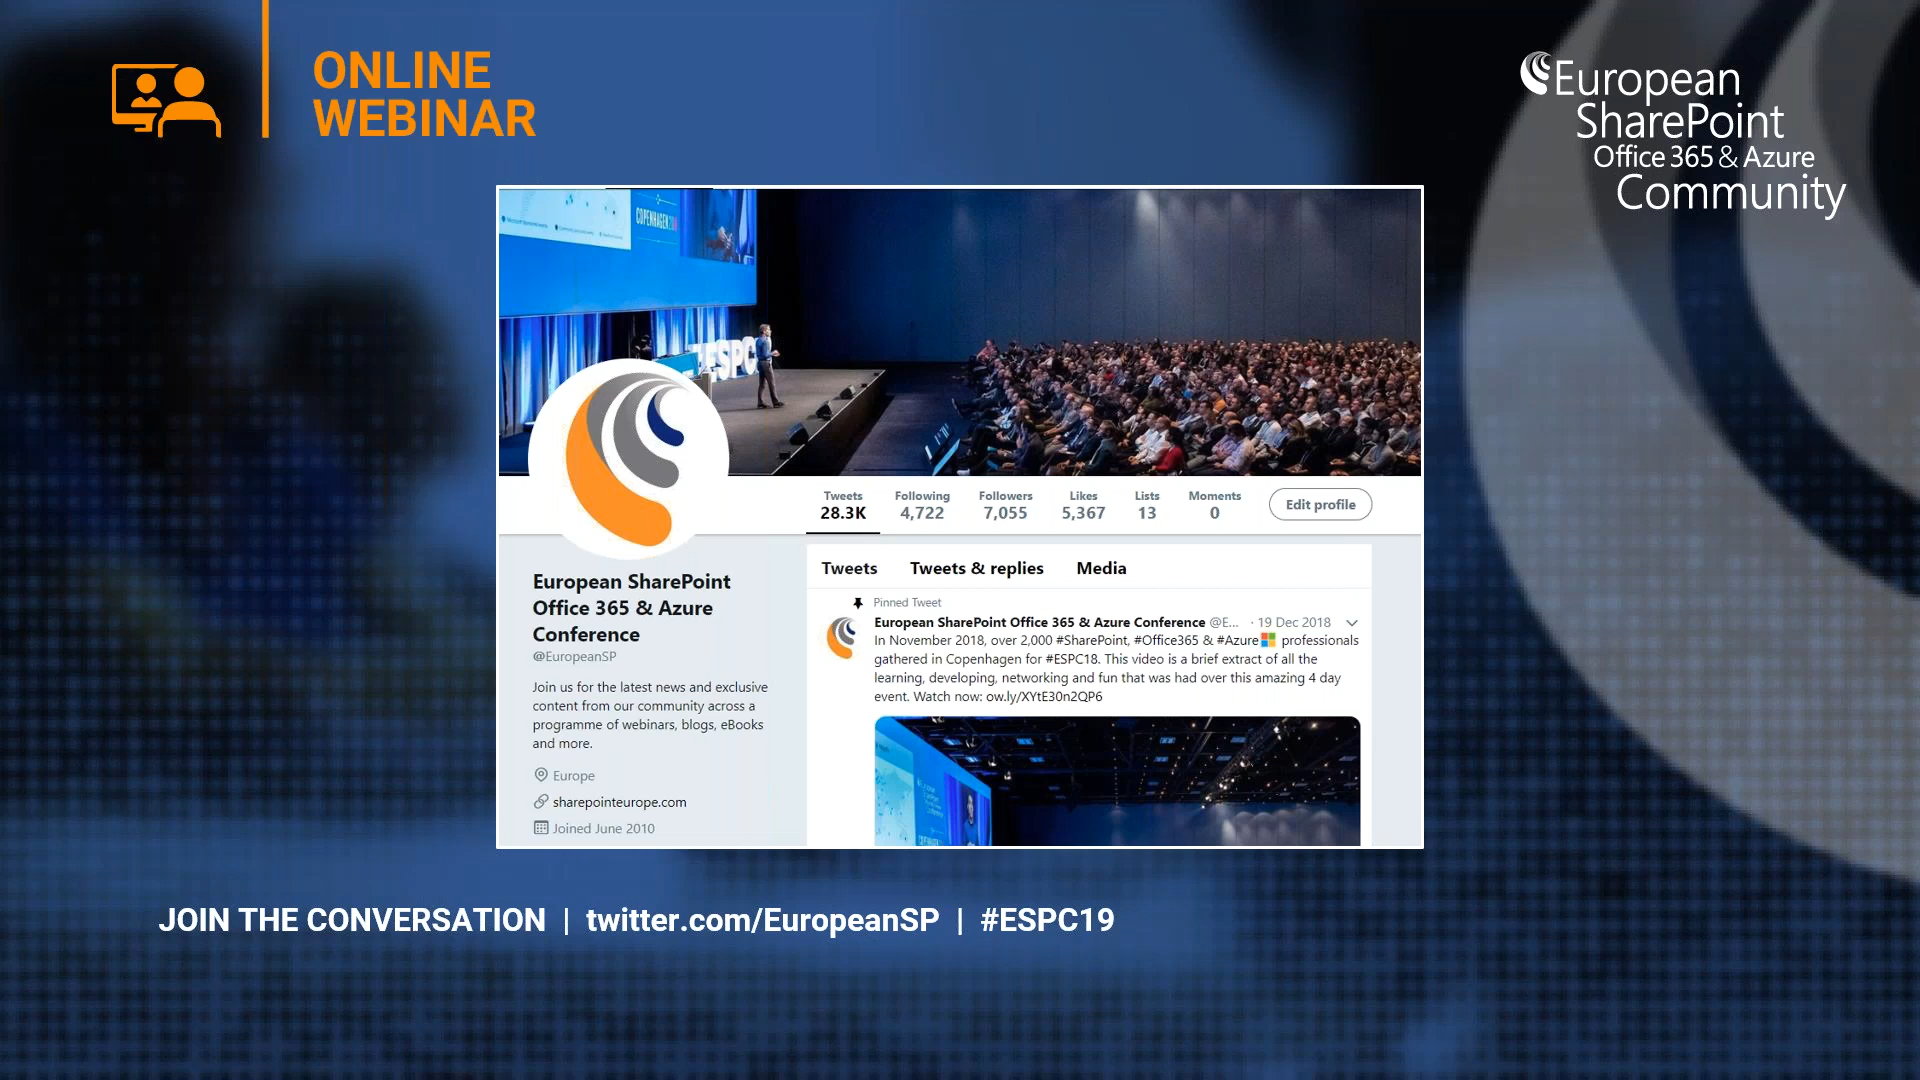 ONLINE
WEBINAR
European
SharePoint
Office 365 & Azure
Community
COPENHAGEN
ESPC
Tweets
28.3K
Following
4,722
Followers
7,055
Likes
5,367
Lists
13
Moments
0
Edit profile
European SharePoint
Office 365 & Azure
Conference
@EuropeanSP
Join us for the latest news and exclusive
content from our community across a
programme of webinars, blogs, eBooks
and more.
Europe
sharepointeurope.com
Joined June 2010
Tweets Tweets & replies Media
Pinned Tweet
European SharePoint Office 365 & Azure Conference @E... · 19 Dec 2018
In November 2018, over 2,000 #SharePoint, #Office365 & #Azure professionals
gathered in Copenhagen for #ESPC18. This video is a brief extract of all the
learning, developing, networking and fun that was had over this amazing 4 day
event. Watch now: ow.ly/XYtE30n2QP6
JOIN THE CONVERSATION | twitter.com/EuropeanSP | #ESPC19